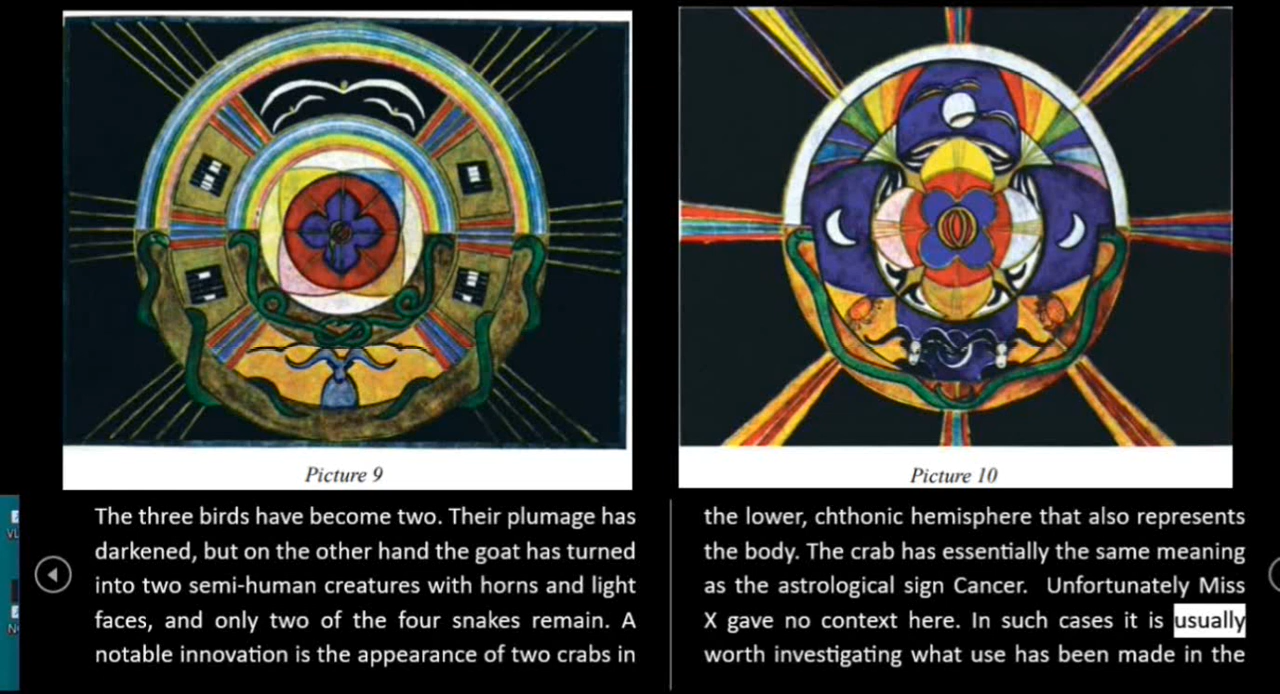 Picture 9
Picture 10
The three birds have become two. Their plumage has
darkened, but on the other hand the goat has turned
into two semi-human creatures with horns and light
faces, and only two of the four snakes remain. A
notable innovation is the appearance of two crabs in
the lower, chthonic hemisphere that also represents
the body. The crab has essentially the same meaning
as the astrological sign Cancer. Unfortunately Miss
X gave no context here. In such cases it is usually
worth investigating what use has been made in the